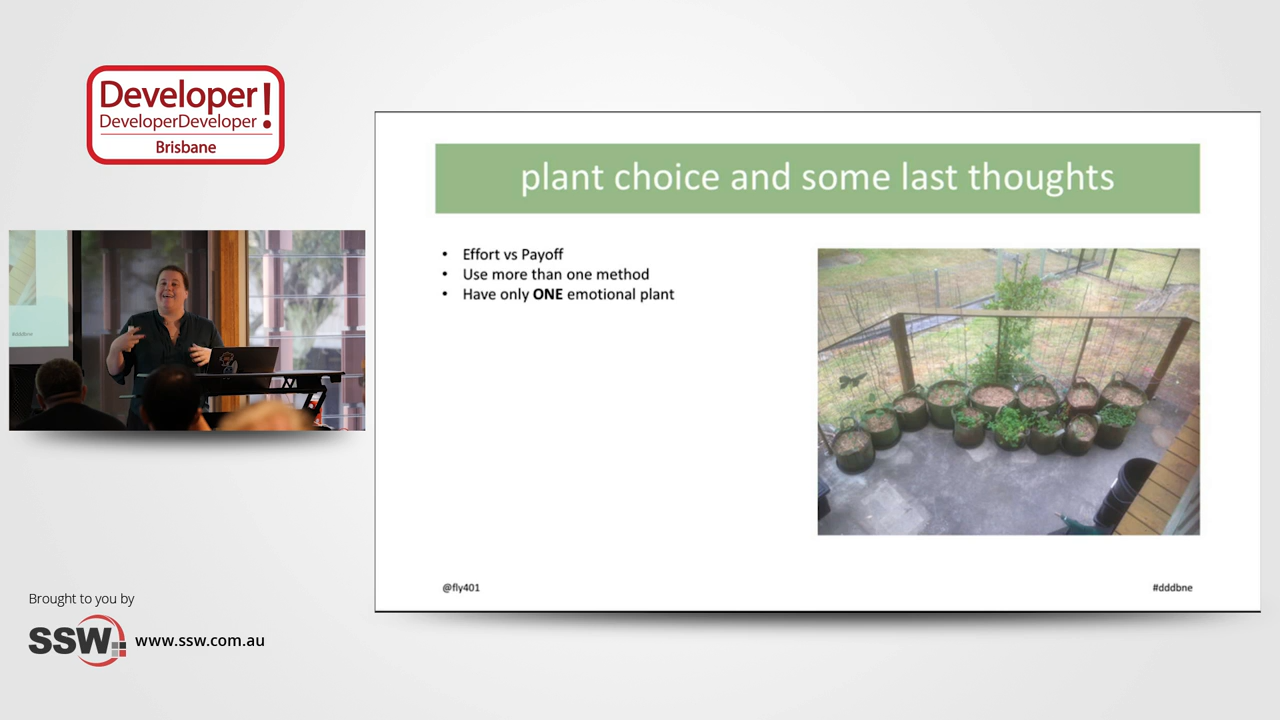 Developer!
DeveloperDeveloper
Brisbane
plant choice and some last thoughts
• Effort vs Payoff
• Use more than one method
• Have only ONE emotional plant
@fly401
#dddbne
#dddbne
Brought to you by
SSW
www.ssw.com.au